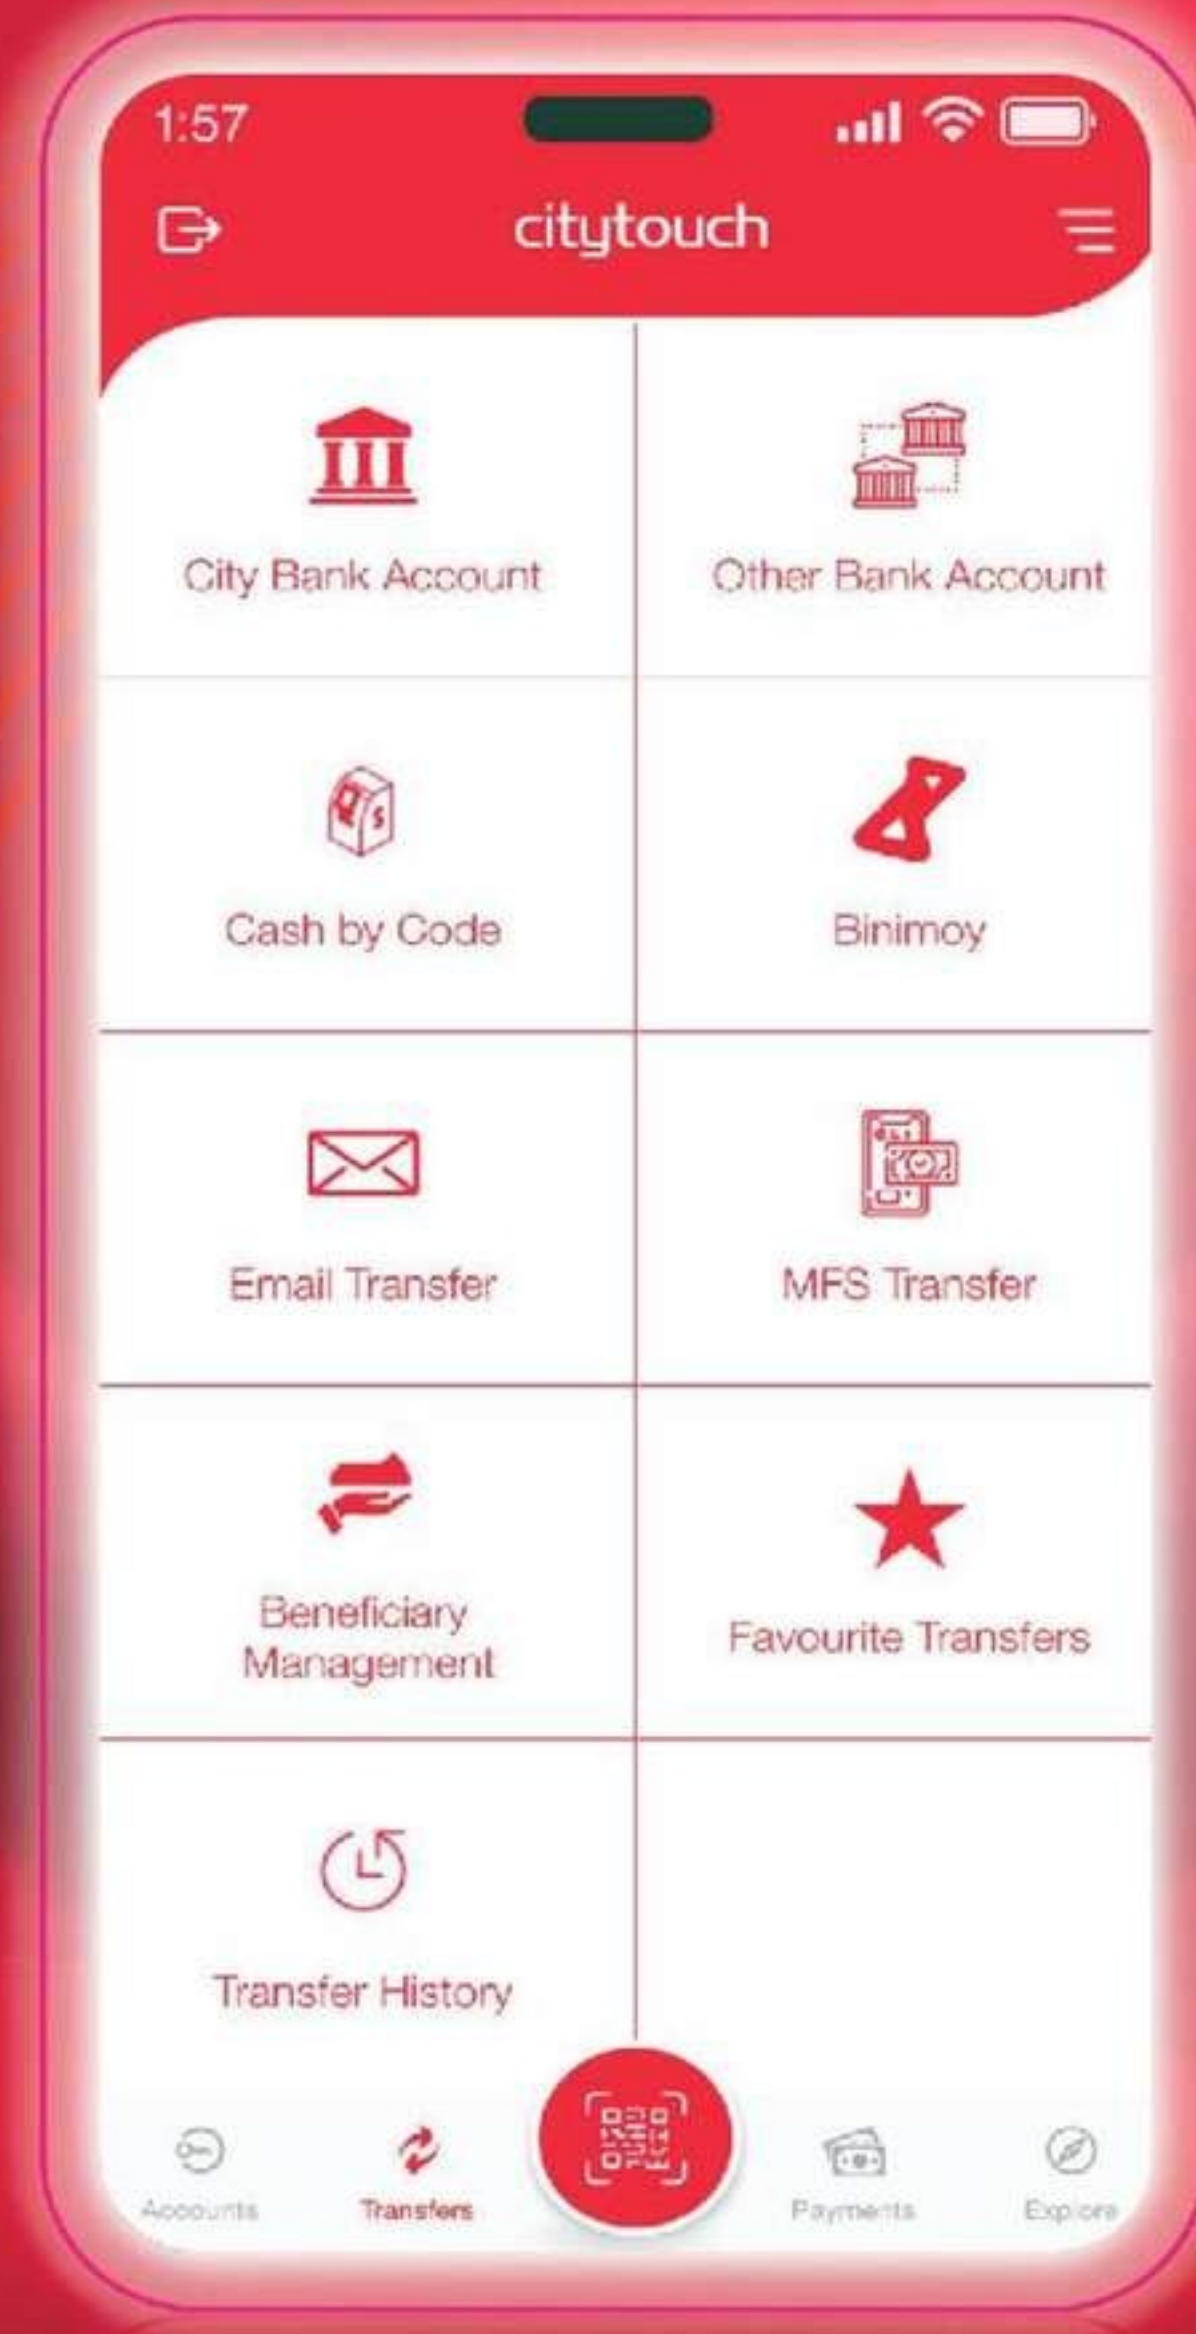 1:57
citytouch
City Bank Account
Other Bank Account
Cash by Code
Binimoy
Email Transfer
MFS Transfer
Beneficiary
Management
Favourite Transfers
Transfer History
Accounts
Transfers
Payments
Explore